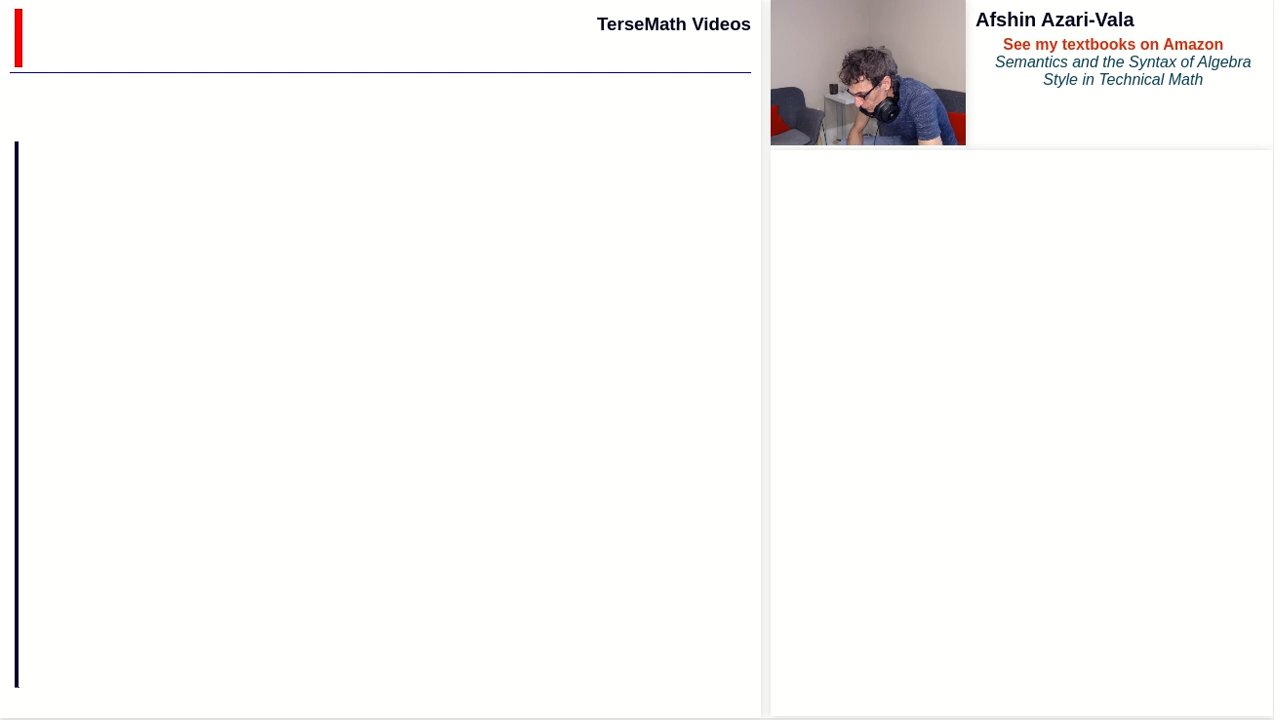 TerseMath Videos
Afshin Azari-Vala
See my textbooks on Amazon
Semantics and the Syntax of Algebra
Style in Technical Math